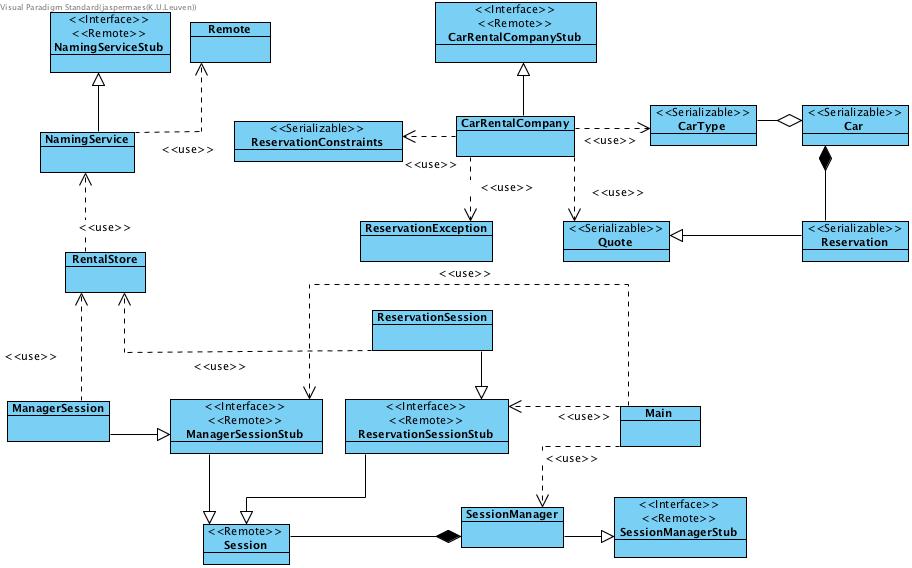 Visual Paradigm Standard(jaspermaes(K.U.Leuven))
<<Interface>>
<<Remote>>
NamingServiceStub
Remote
<<Interface>>
<<Remote>>
CarRentalCompanyStub
NamingService
<<use>>
<<Serializable>>
ReservationConstraints
<<use>>
CarRentalCompany
<<use>>
<<Serializable>>
CarType
<<Serializable>>
Car
<<use>>
<<use>>
<<use>>
ReservationException
<<Serializable>>
Quote
<<Serializable>>
Reservation
RentalStore
<<use>>
ReservationSession
<<use>>
<<use>>
ManagerSession
<<Interface>>
<<Remote>>
ManagerSessionStub
<<Interface>>
<<Remote>>
ReservationSessionStub
<<use>>
Main
<<use>>
<<Remote>>
Session
SessionManager
<<Interface>>
<<Remote>>
SessionManagerStub